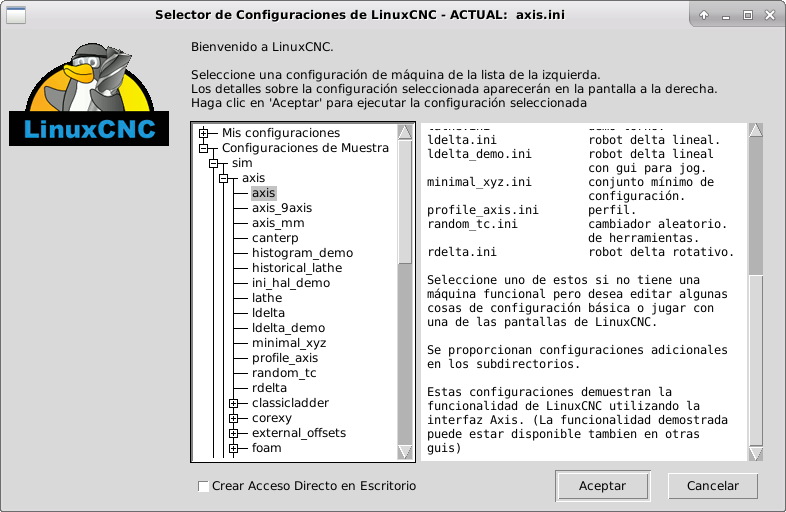 Selector de Configuraciones de LinuxCNC - ACTUAL: axis.ini
Bienvenido a LinuxCNC.
Seleccione una configuración de máquina de la lista de la izquierda.
Los detalles sobre la configuración seleccionada aparecerán en la pantalla a la derecha.
Haga clic en 'Aceptar' para ejecutar la configuración seleccionada
LinuxCNC
Mis configuraciones
Configuraciones de Muestra
sim
axis
axis
axis_9axis
axis_mm
canterp
histogram_demo
historical_lathe
ini_hal_demo
lathe
ldelta
ldelta_demo
minimal_xyz
profile_axis
random_tc
rdelta
classicladder
corexy
external_offsets
foam
ldelta.ini robot delta lineal.
ldelta_demo.ini robot delta lineal
con gui para jog.
minimal_xyz.ini conjunto mínimo de
configuración.
profile_axis.ini perfil.
random_tc.ini cambiador aleatorio.
de herramientas.
rdelta.ini robot delta rotativo.
Seleccione uno de estos si no tiene una
máquina funcional pero desea editar algunas
cosas de configuración básica o jugar con
una de las pantallas de LinuxCNC.
Se proporcionan configuraciones adicionales
en los subdirectorios.
Estas configuraciones demuestran la
funcionalidad de LinuxCNC utilizando la
interfaz Axis. (La funcionalidad demostrada
puede estar disponible tambien en otras
guis)
Crear Acceso Directo en Escritorio
Aceptar
Cancelar